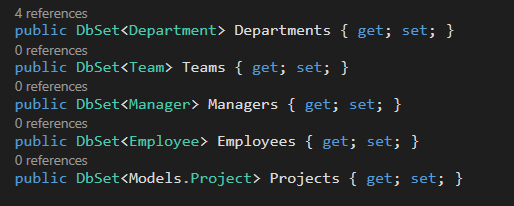 4 references
public DbSet<Department> Departments { get; set; }
0 references
public DbSet<Team> Teams { get; set; }
0 references
public DbSet<Manager> Managers { get; set; }
0 references
public DbSet<Employee> Employees { get; set; }
0 references
public DbSet<Models.Project> Projects { get; set; }